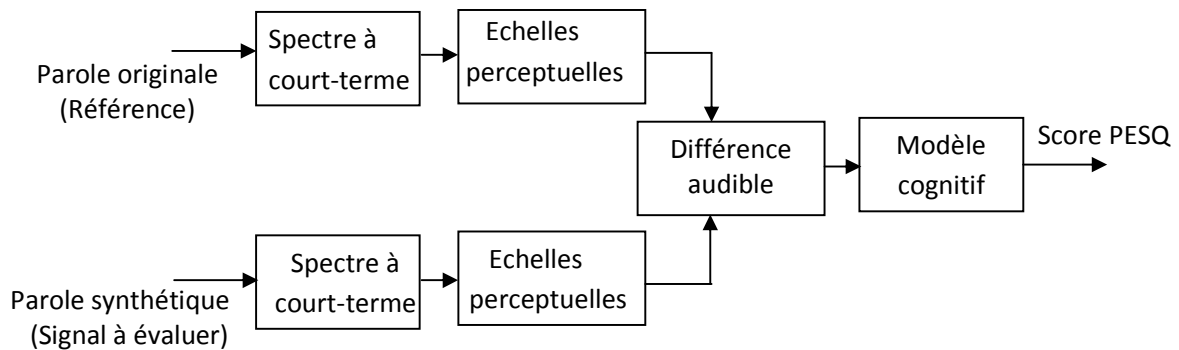 Parole originale
(Référence)
Spectre à
court-terme
Echelles
perceptuelles
Différence
audible
Modèle
cognitif
Score PESQ
Parole synthétique
(Signal à évaluer)
Spectre à
court-terme
Echelles
perceptuelles